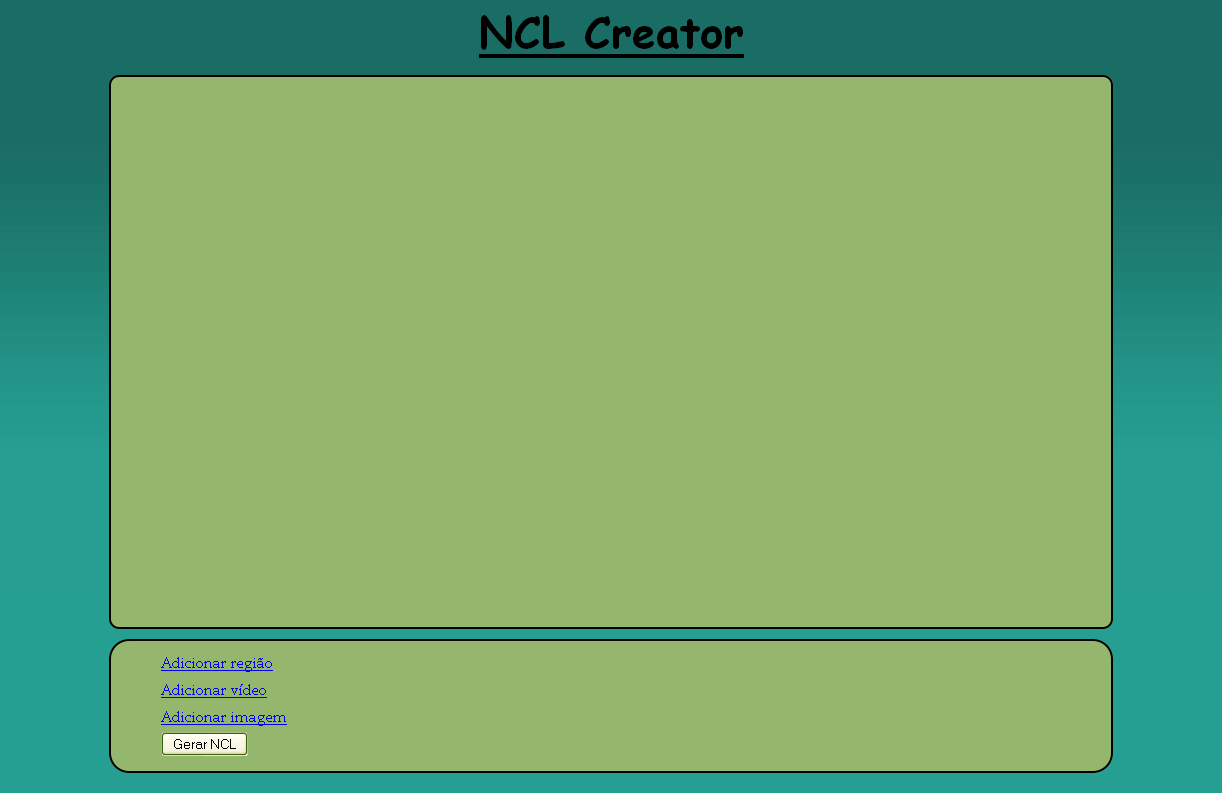 NCL Creator
Adicionar região
Adicionar vídeo
Adicionar imagem
Gerar NCL